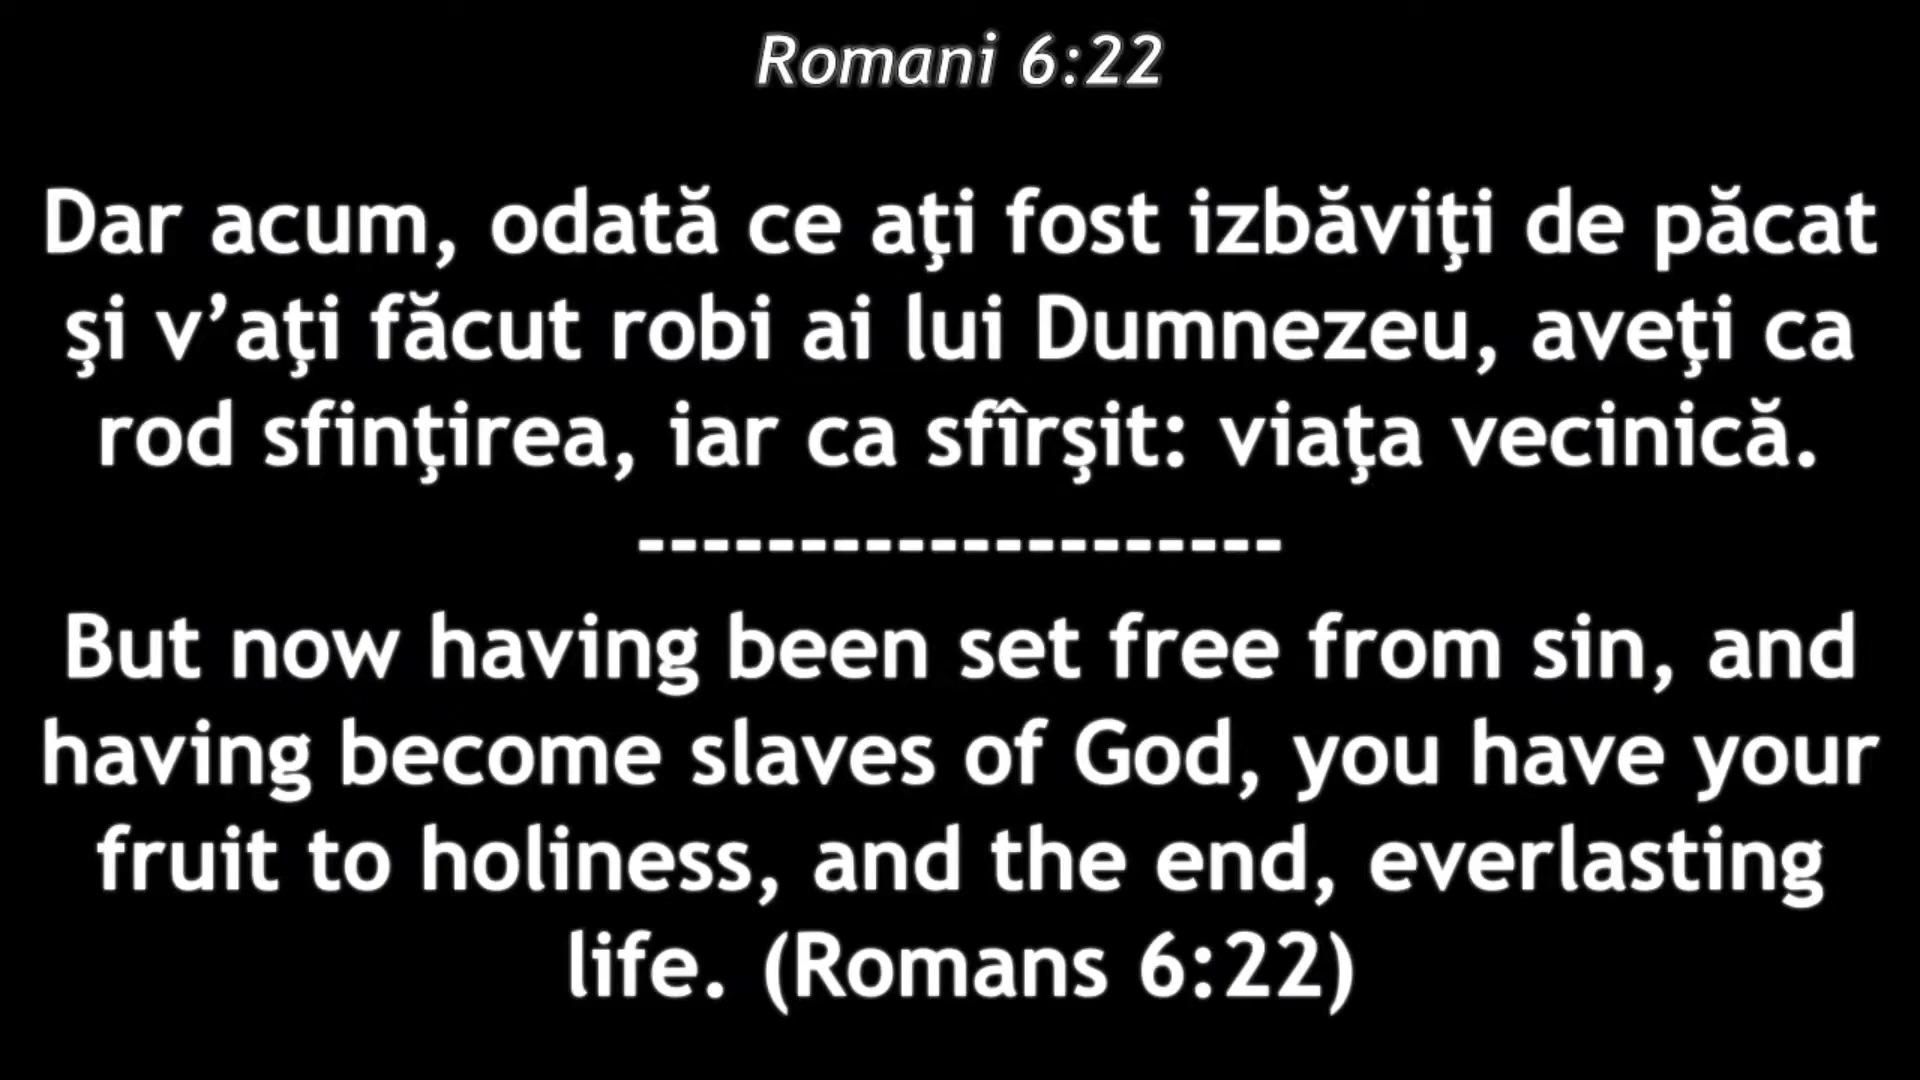 Romani 6:22
Dar acum, odată ce aţi fost izbăviţi de păcat
şi v’aţi făcut robi ai lui Dumnezeu, aveţi ca
rod sfinţirea, iar ca sfîrşit: viaţa vecinică.
--------------------
But now having been set free from sin, and
having become slaves of God, you have your
fruit to holiness, and the end, everlasting
life. (Romans 6:22)